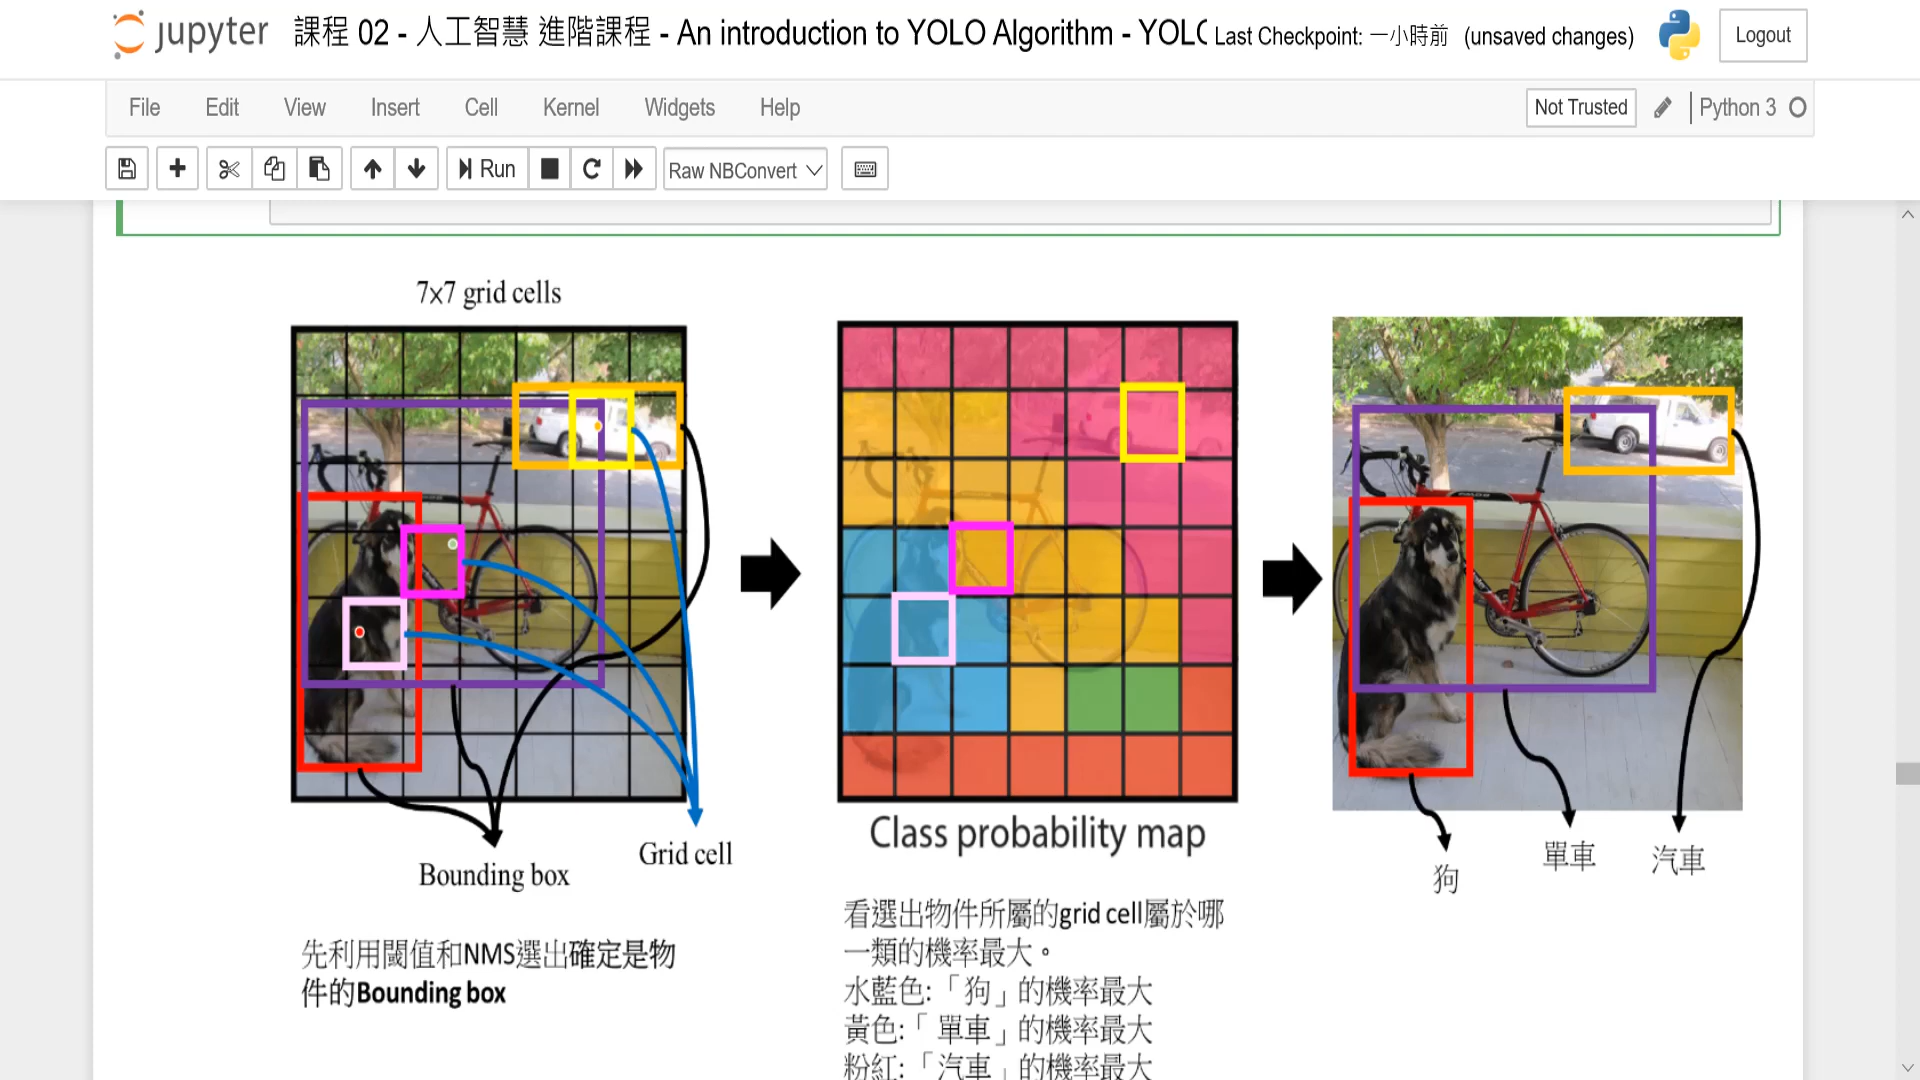 jupyter 課程 02 - 人工智慧 進階課程 - An introduction to YOLO Algorithm - YOLO Last Checkpoint: 一小時前 (unsaved changes) Logout
File Edit View Insert Cell Kernel Widgets Help Not Trusted Python 3
Run Raw NBConvert
7×7 grid cells
Class probability map
Grid cell
Bounding box
狗
單車
汽車
先利用閾值和NMS選出確定是物
件的Bounding box
看選出物件所屬的grid cell屬於哪
一類的機率最大。
水藍色:「狗」的機率最大
黃色:「 單車」的機率最大
粉紅:「汽車」的機率最大